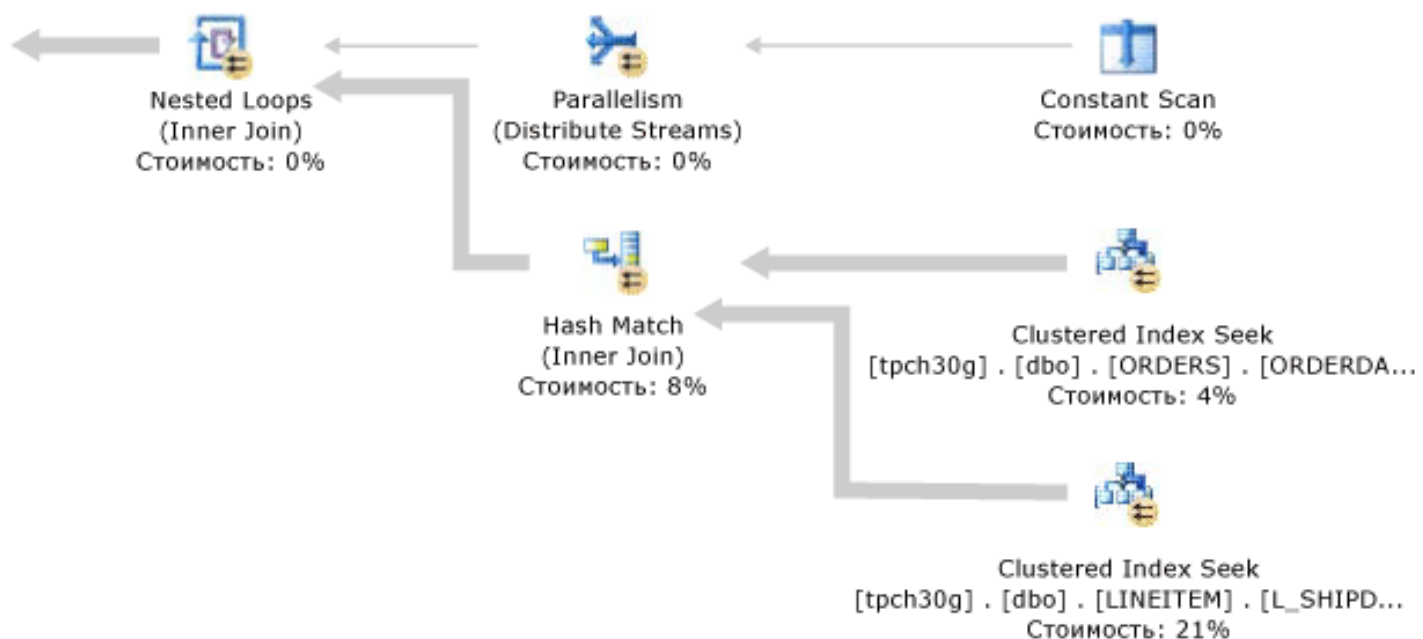 Nested Loops
(Inner Join)
Стоимость: 0%
Parallelism
(Distribute Streams)
Стоимость: 0%
Constant Scan
Стоимость: 0%
Hash Match
(Inner Join)
Стоимость: 8%
Clustered Index Seek
[tpch30g] . [dbo] . [ORDERS] . [ORDERDA...
Стоимость: 4%
Clustered Index Seek
[tpch30g] . [dbo] . [LINEITEM] . [L_SHIPD...
Стоимость: 21%